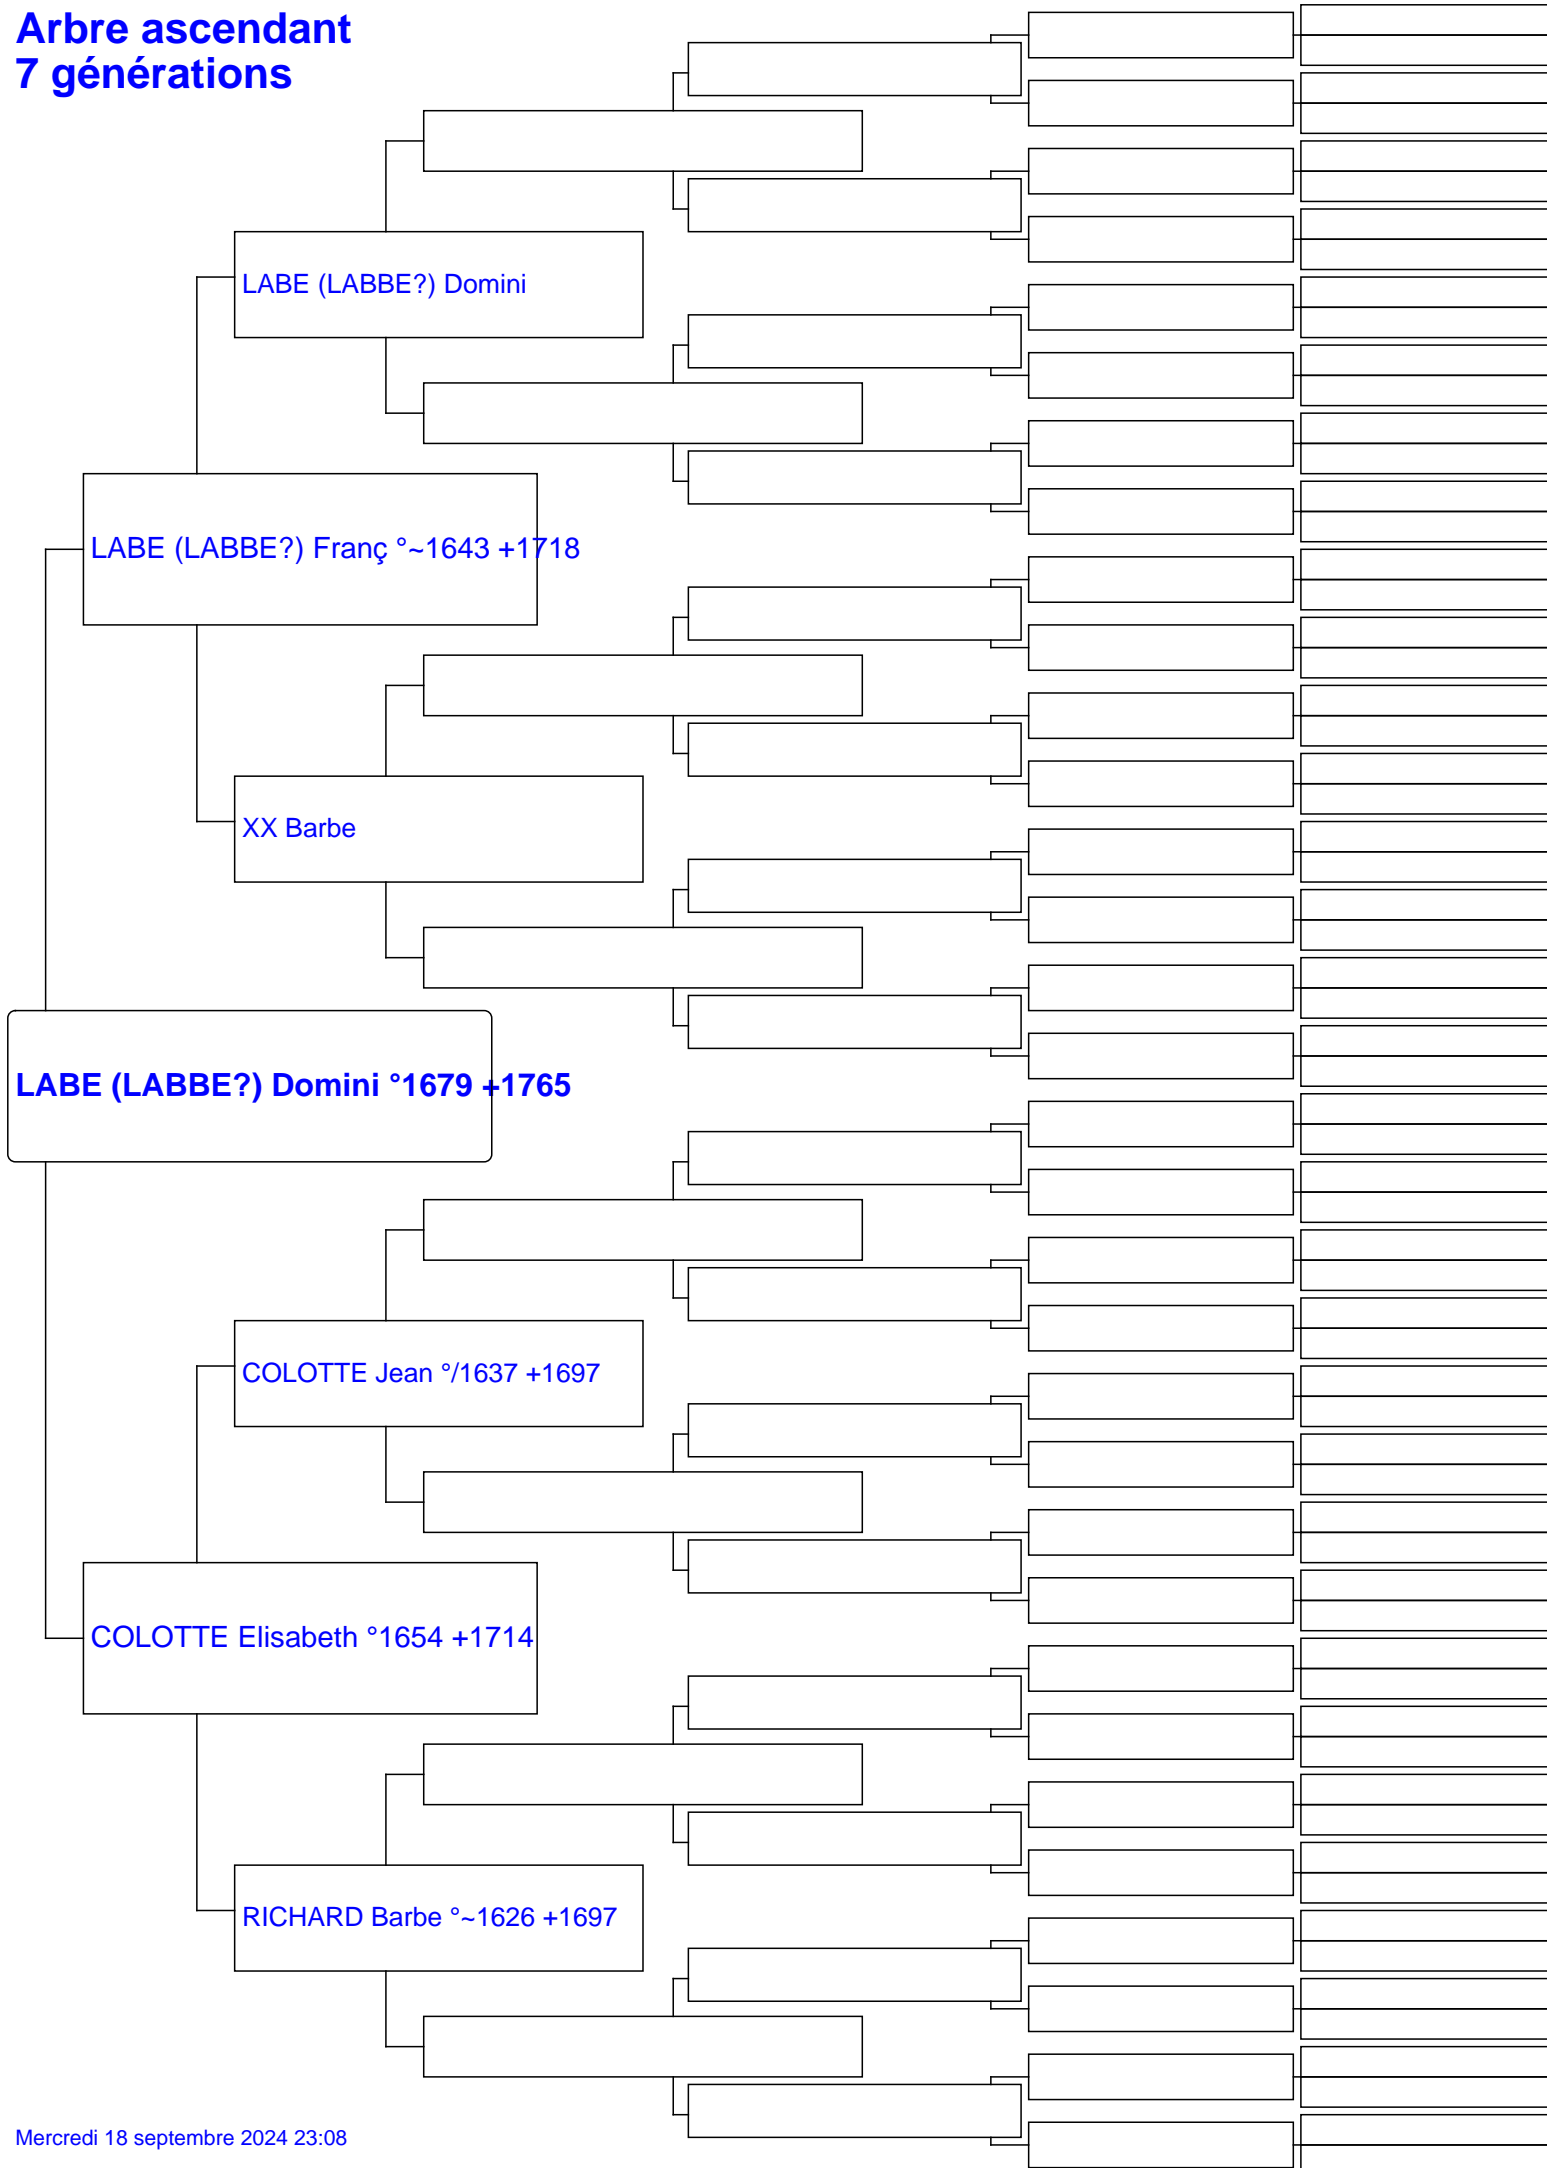 Arbre ascendant
7 générations
LABE (LABBE?) Domini
LABE (LABBE?) Franç °~1643 +1718
XX Barbe
LABE (LABBE?) Domini °1679 +1765
COLOTTE Jean °/1637 +1697
COLOTTE Elisabeth °1654 +1714
RICHARD Barbe °~1626 +1697
Mercredi 18 septembre 2024 23:08